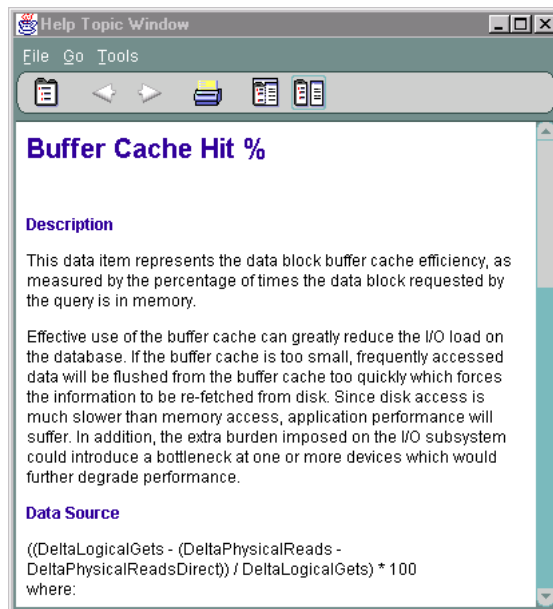 Help Topic Window
File Go Tools
Buffer Cache Hit %
Description
This data item represents the data block buffer cache efficiency, as
measured by the percentage of times the data block requested by
the query is in memory.
Effective use of the buffer cache can greatly reduce the I/O load on
the database. If the buffer cache is too small, frequently accessed
data will be flushed from the buffer cache too quickly which forces
the information to be re-fetched from disk. Since disk access is
much slower than memory access, application performance will
suffer. In addition, the extra burden imposed on the I/O subsystem
could introduce a bottleneck at one or more devices which would
further degrade performance.
Data Source
((DeltaLogicalGets - (DeltaPhysicalReads -
DeltaPhysicalReadsDirect)) / DeltaLogicalGets) * 100
where: